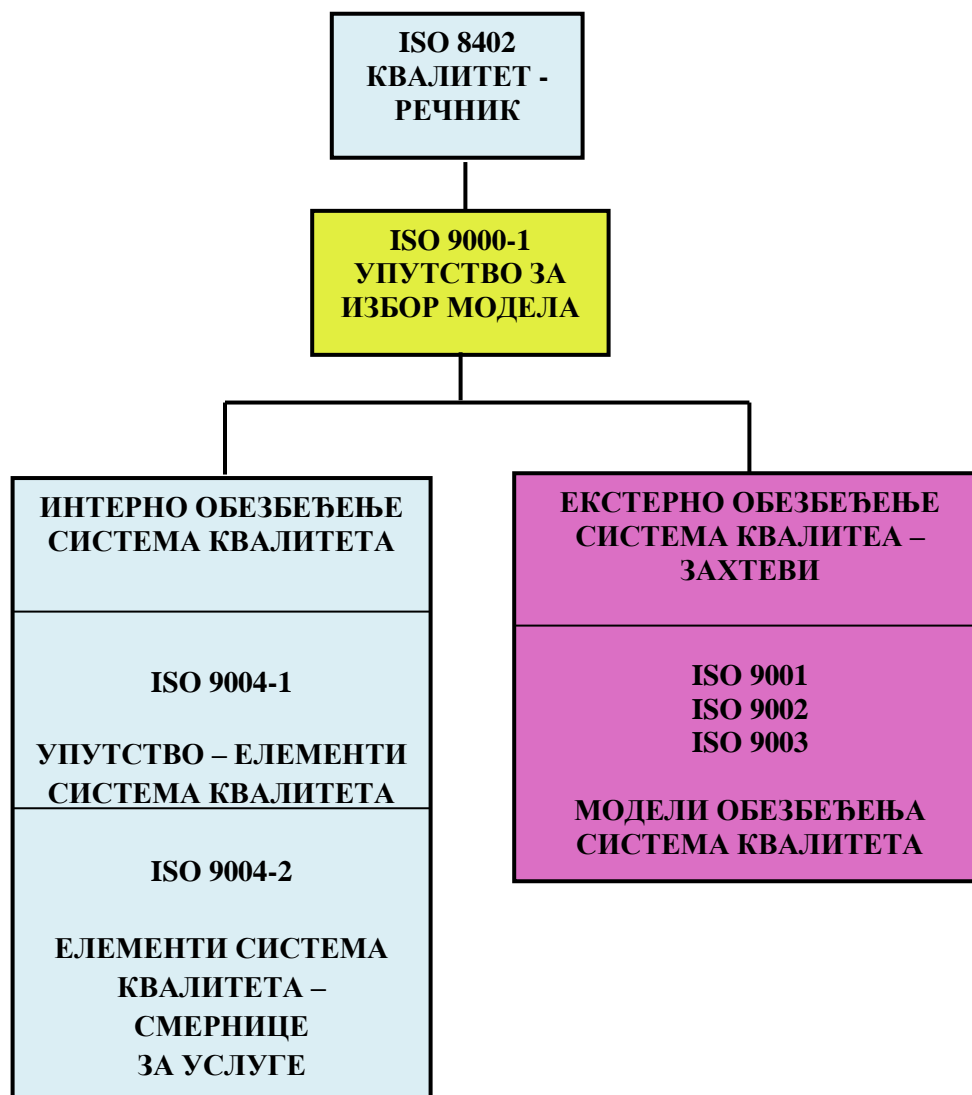 ISO 8402
КВАЛИТЕТ -
РЕЧНИК
ISO 9000-1
УПУТСТВО ЗА
ИЗБОР МОДЕЛА
ИНТЕРНО ОБЕЗБЕЂЕЊЕ
СИСТЕМА КВАЛИТЕТА
ISO 9004-1
УПУТСТВО – ЕЛЕМЕНТИ
СИСТЕМА КВАЛИТЕТА
ISO 9004-2
ЕЛЕМЕНТИ СИСТЕМА
КВАЛИТЕТА –
СМЕРНИЦЕ
ЗА УСЛУГЕ
ЕКСТЕРНО ОБЕЗБЕЂЕЊЕ
СИСТЕМА КВАЛИТЕА –
ЗАХТЕВИ
ISO 9001
ISO 9002
ISO 9003
МОДЕЛИ ОБЕЗБЕЂЕЊА
СИСТЕМА КВАЛИТЕТА